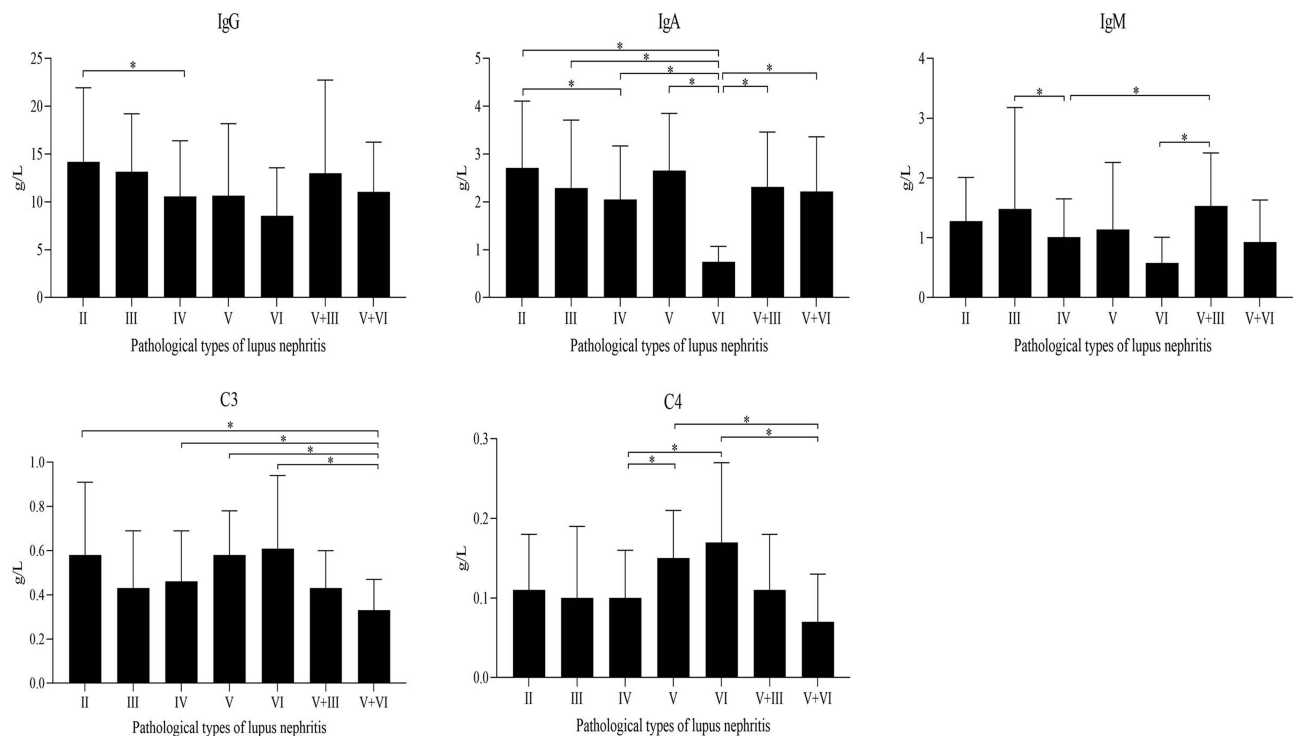 IgG
25
20
15
10
5
0
g/L
*
II III IV V VI V+III V+VI
Pathological types of lupus nephritis
IgA
5
4
3
2
1
0
g/L
*
*
*
*
*
*
*
II III IV V VI V+III V+VI
Pathological types of lupus nephritis
IgM
4
3
2
1
0
g/L
*
*
*
II III IV V VI V+III V+VI
Pathological types of lupus nephritis
C3
1.0
0.8
0.6
0.4
0.2
0.0
g/L
*
*
*
*
II III IV V VI V+III V+VI
Pathological types of lupus nephritis
C4
0.3
0.2
0.1
0.0
g/L
*
*
*
*
II III IV V VI V+III V+VI
Pathological types of lupus nephritis